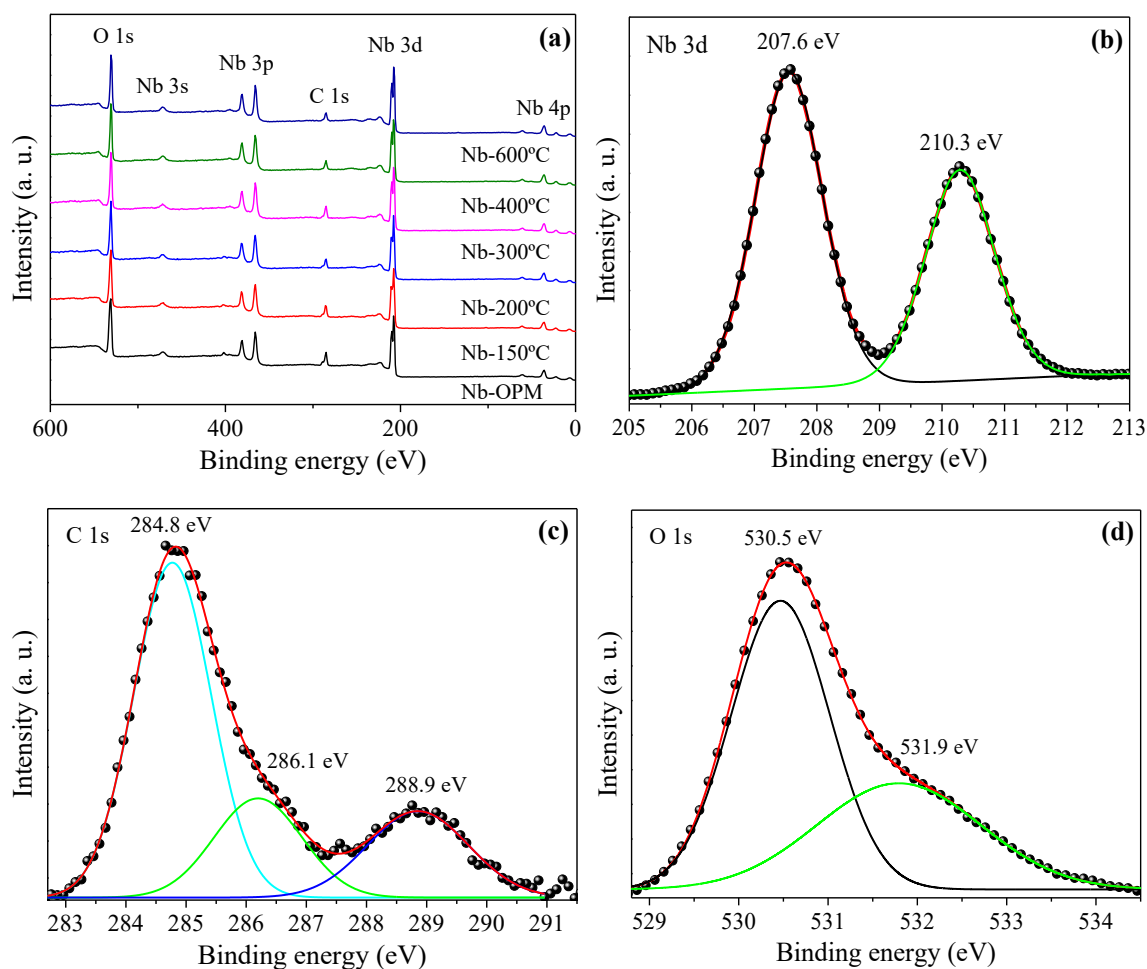 (a)
O 1s
Nb 3s
Nb 3p
C 1s
Nb 3d
Nb 4p
Nb-600ºC
Nb-400ºC
Nb-300ºC
Nb-200ºC
Nb-150ºC
Nb-OPM
Intensity (a. u.)
600 400 200 0
Binding energy (eV)
(b)
Nb 3d
207.6 eV
210.3 eV
Intensity (a. u.)
205 206 207 208 209 210 211 212 213
Binding energy (eV)
(c)
C 1s
284.8 eV
286.1 eV
288.9 eV
Intensity (a. u.)
283 284 285 286 287 288 289 290 291
Binding energy (eV)
(d)
O 1s
530.5 eV
531.9 eV
Intensity (a. u.)
529 530 531 532 533 534
Binding energy (eV)